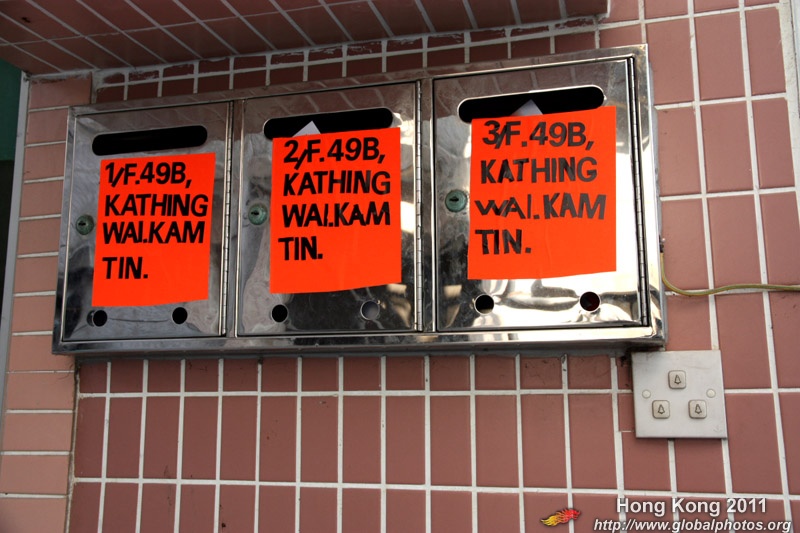 1/F.49B,
KATHING
WAI.KAM
TIN.
2/F.49B,
KATHING
WAI.KAM
TIN.
3/F.49B,
KATHING
WAI.KAM
TIN.
Hong Kong 2011
http://www.globalphotos.org